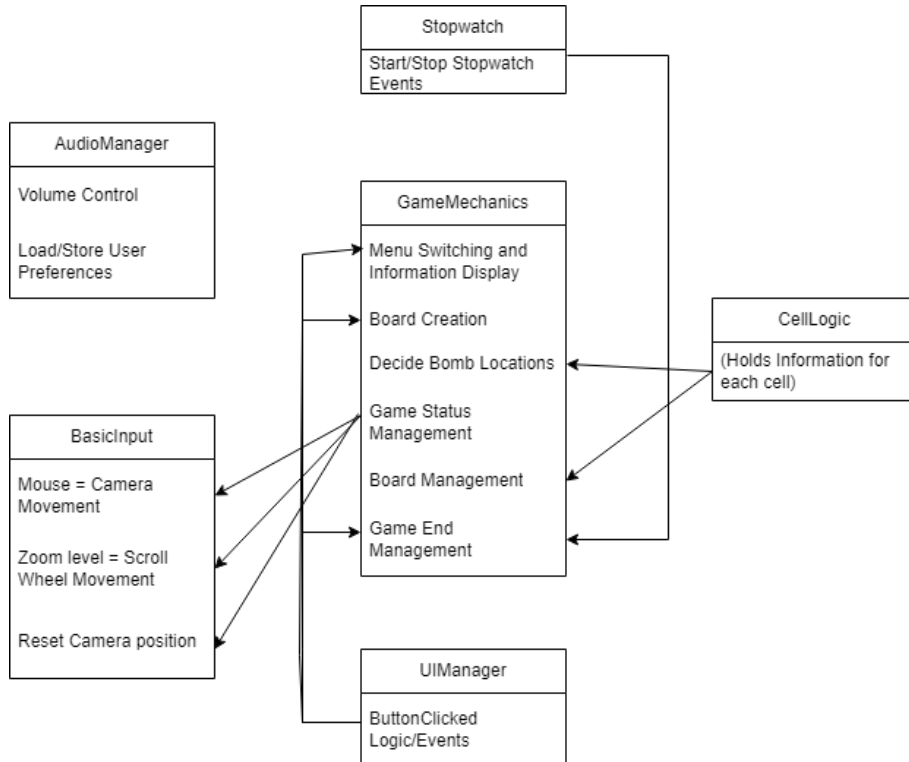 Stopwatch
Start/Stop Stopwatch
Events
AudioManager
Volume Control
Load/Store User
Preferences
GameMechanics
Menu Switching and
Information Display
Board Creation
Decide Bomb Locations
Game Status
Management
Board Management
Game End
Management
CellLogic
(Holds Information for
each cell)
BasicInput
Mouse = Camera
Movement
Zoom level = Scroll
Wheel Movement
Reset Camera position
UIManager
ButtonClicked
Logic/Events